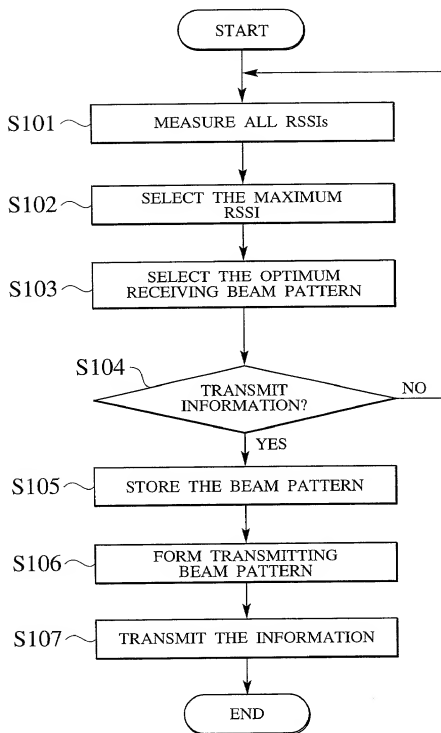 START
S101
MEASURE ALL RSSIs
S102
SELECT THE MAXIMUM
RSSI
S103
SELECT THE OPTIMUM
RECEIVING BEAM PATTERN
S104
TRANSMIT
INFORMATION?
NO
YES
S105
STORE THE BEAM PATTERN
S106
FORM TRANSMITTING
BEAM PATTERN
S107
TRANSMIT THE INFORMATION
END